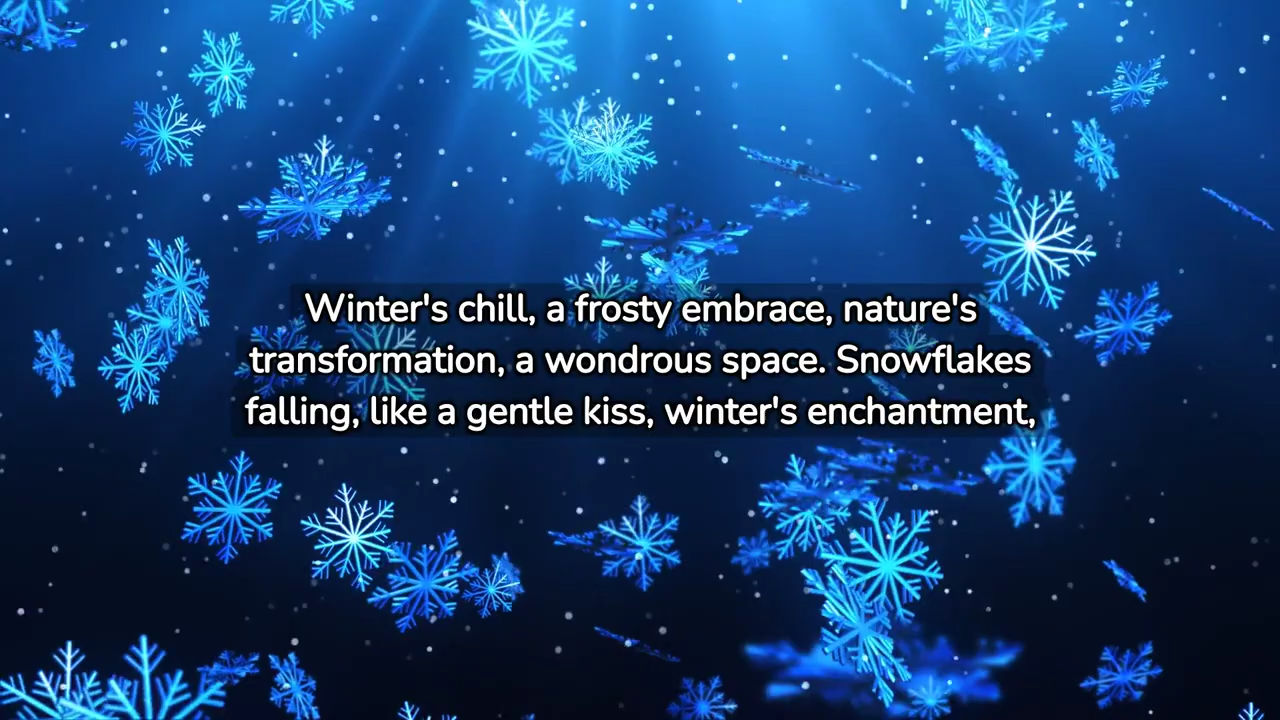 Winter's chill, a frosty embrace, nature's
transformation, a wondrous space. Snowflakes
falling, like a gentle kiss, winter's enchantment,